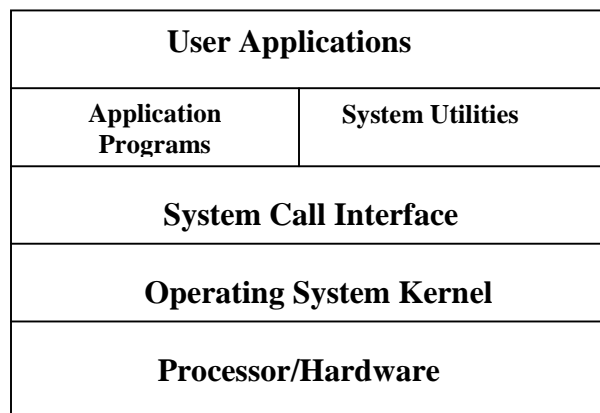 User Applications
Application
Programs
System Utilities
System Call Interface
Operating System Kernel
Processor/Hardware